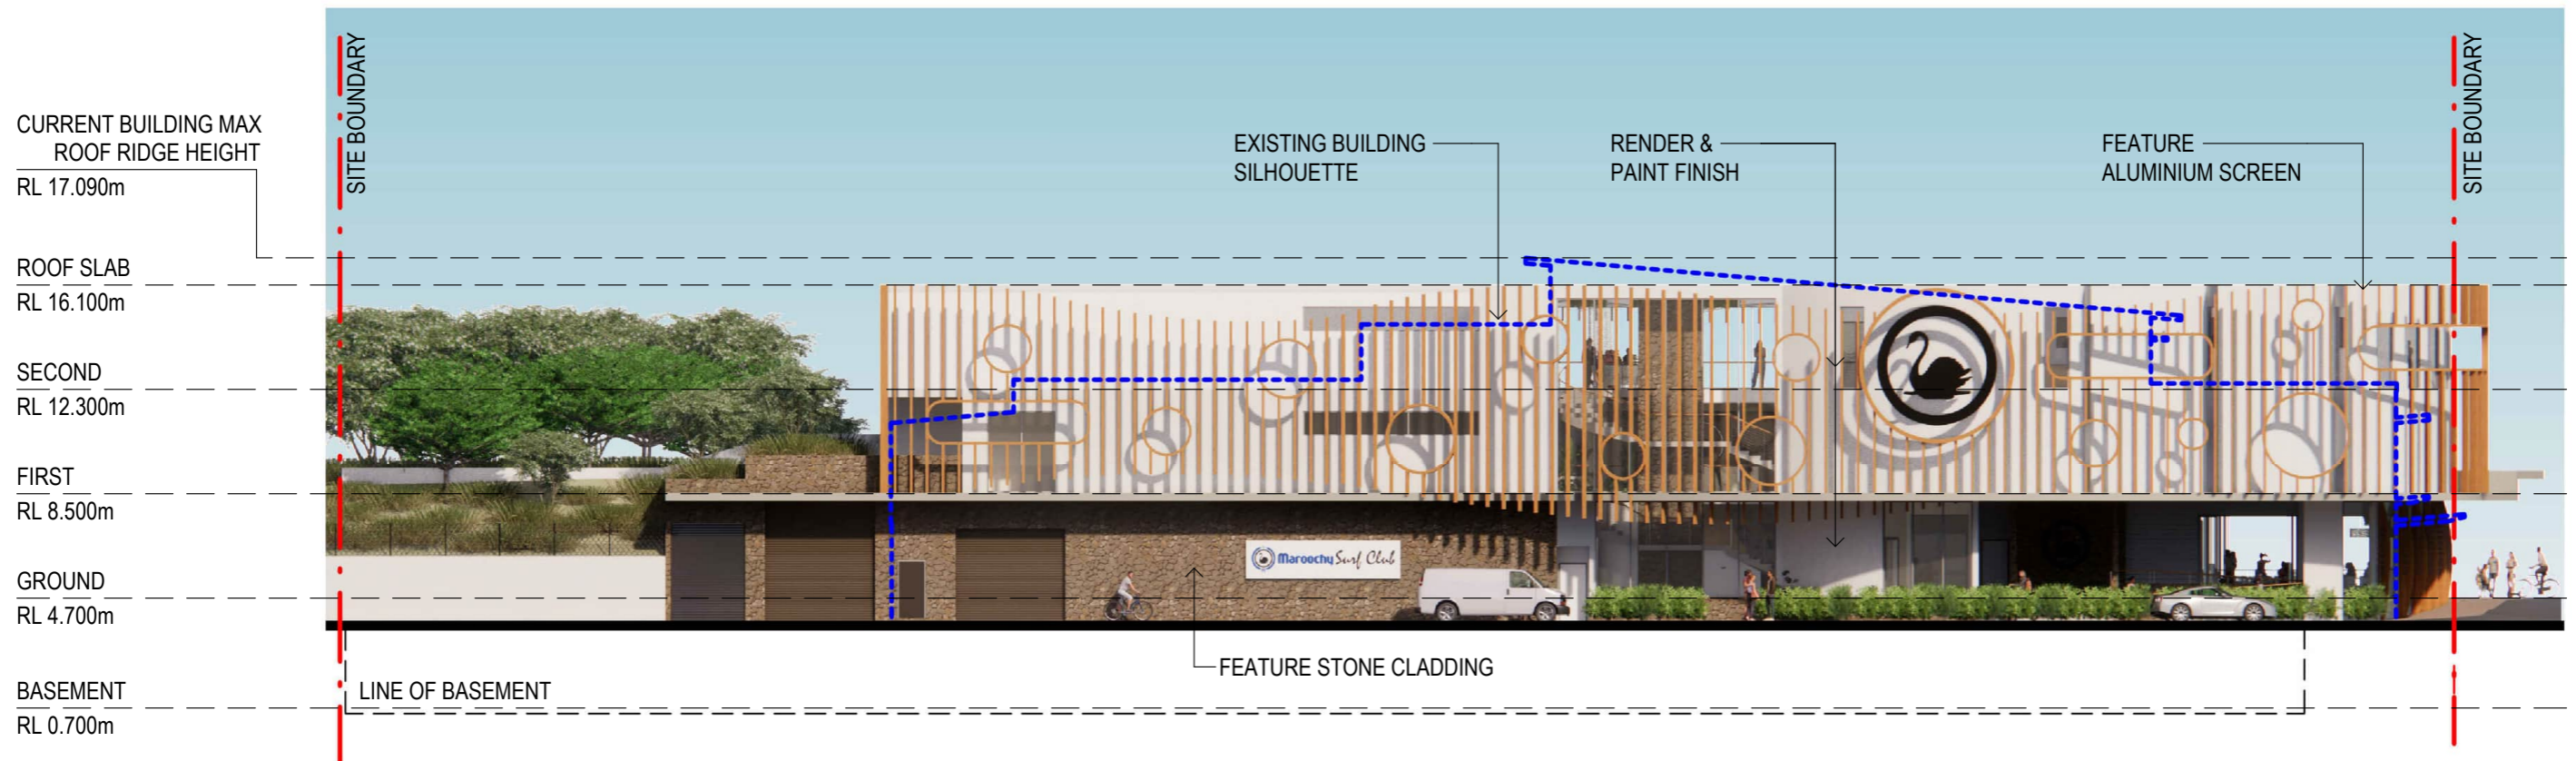 SITE BOUNDARY
SITE BOUNDARY
CURRENT BUILDING MAX
ROOF RIDGE HEIGHT
RL 17.090m
EXISTING BUILDING
SILHOUETTE
RENDER &
PAINT FINISH
FEATURE
ALUMINIUM SCREEN
ROOF SLAB
RL 16.100m
SECOND
RL 12.300m
FIRST
RL 8.500m
Maroochy Surf Club
GROUND
RL 4.700m
FEATURE STONE CLADDING
BASEMENT
LINE OF BASEMENT
RL 0.700m